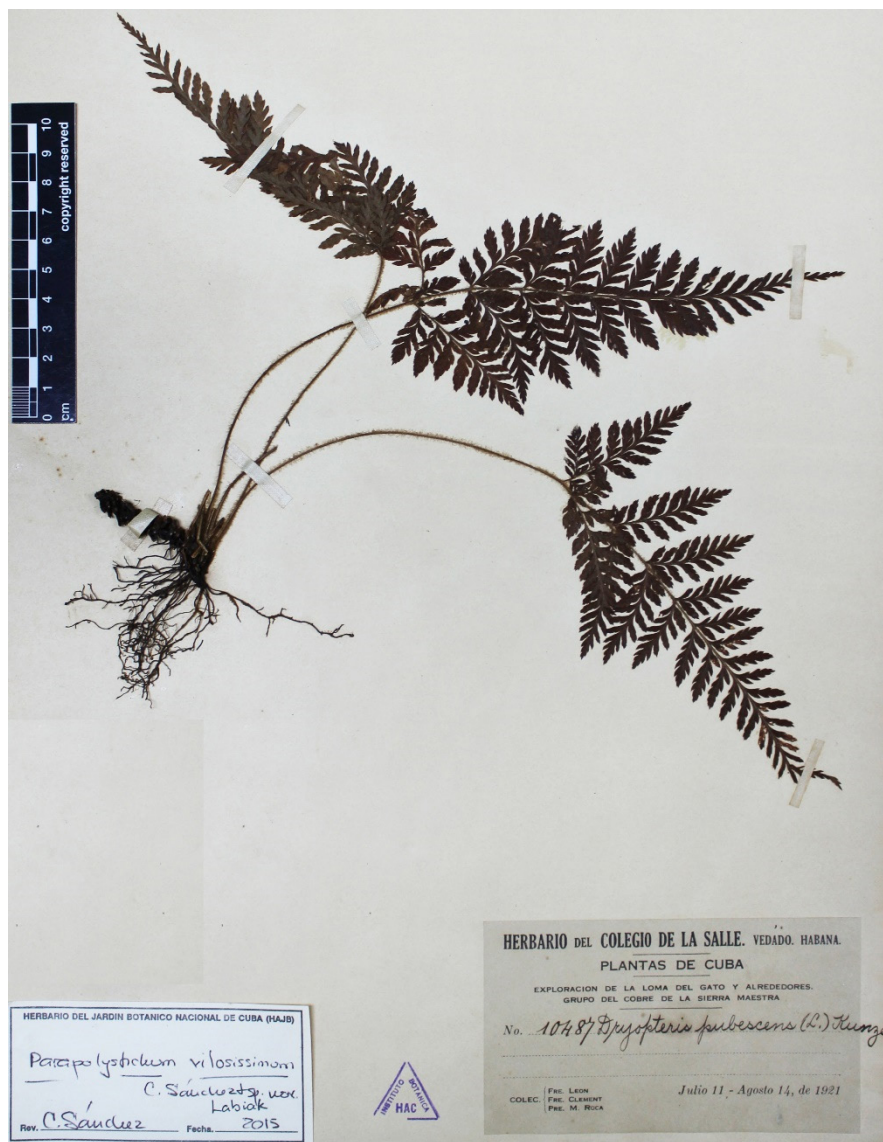 10
9
8
7
6
5
4
3
2
1
0
cm
copyright reserved
HERBARIO DEL COLEGIO DE LA SALLE. VEDADO. HABANA.
PLANTAS DE CUBA
EXPLORACION DE LA LOMA DEL GATO Y ALREDEDORES.
GRUPO DEL COBRE DE LA SIERRA MAESTRA
No. 10487 Dryopteris pubescens (L.) Kunze
COLEC.
FRE. LEON
FRE. CLEMENT
PRE. M. ROCA
Julio 11 - Agosto 14, de 1921
HERBARIO DEL JARDIN BOTANICO NACIONAL DE CUBA (HAJB)
Parapolystichum vilosissimum
C. Sánchez & sp. nov.
Labiak
Rev. C. Sánchez Fecha. 2015
INSTITUTO BOTANICA
HAC